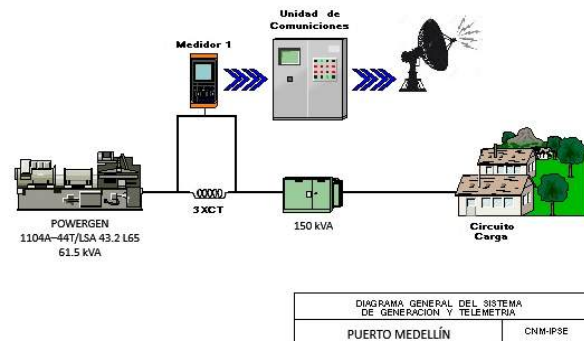 Unidad de
Comuniciones
Medidor 1
3XCT
POWERGEN
1104A–44T/LSA 43.2 L65
61.5 kVA
150 kVA
Circuito
Carga
DIAGRAMA GENERAL DEL SISTEMA
DE GENERACION Y TELEMETRIA
PUERTO MEDELLÍN
CNM-IPSE